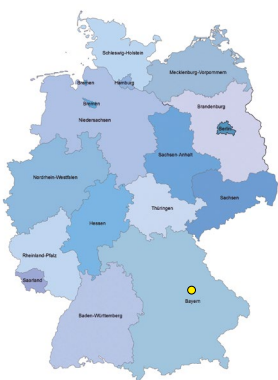 Schleswig-Holstein
Mecklenburg-Vorpommern
Bremen
Hamburg
Bremen
Brandenburg
Niedersachsen
Berlin
Sachsen-Anhalt
Nordrhein-Westfalen
Sachsen
Thüringen
Hessen
Rheinland-Pfalz
Saarland
Bayern
Baden-Württemberg